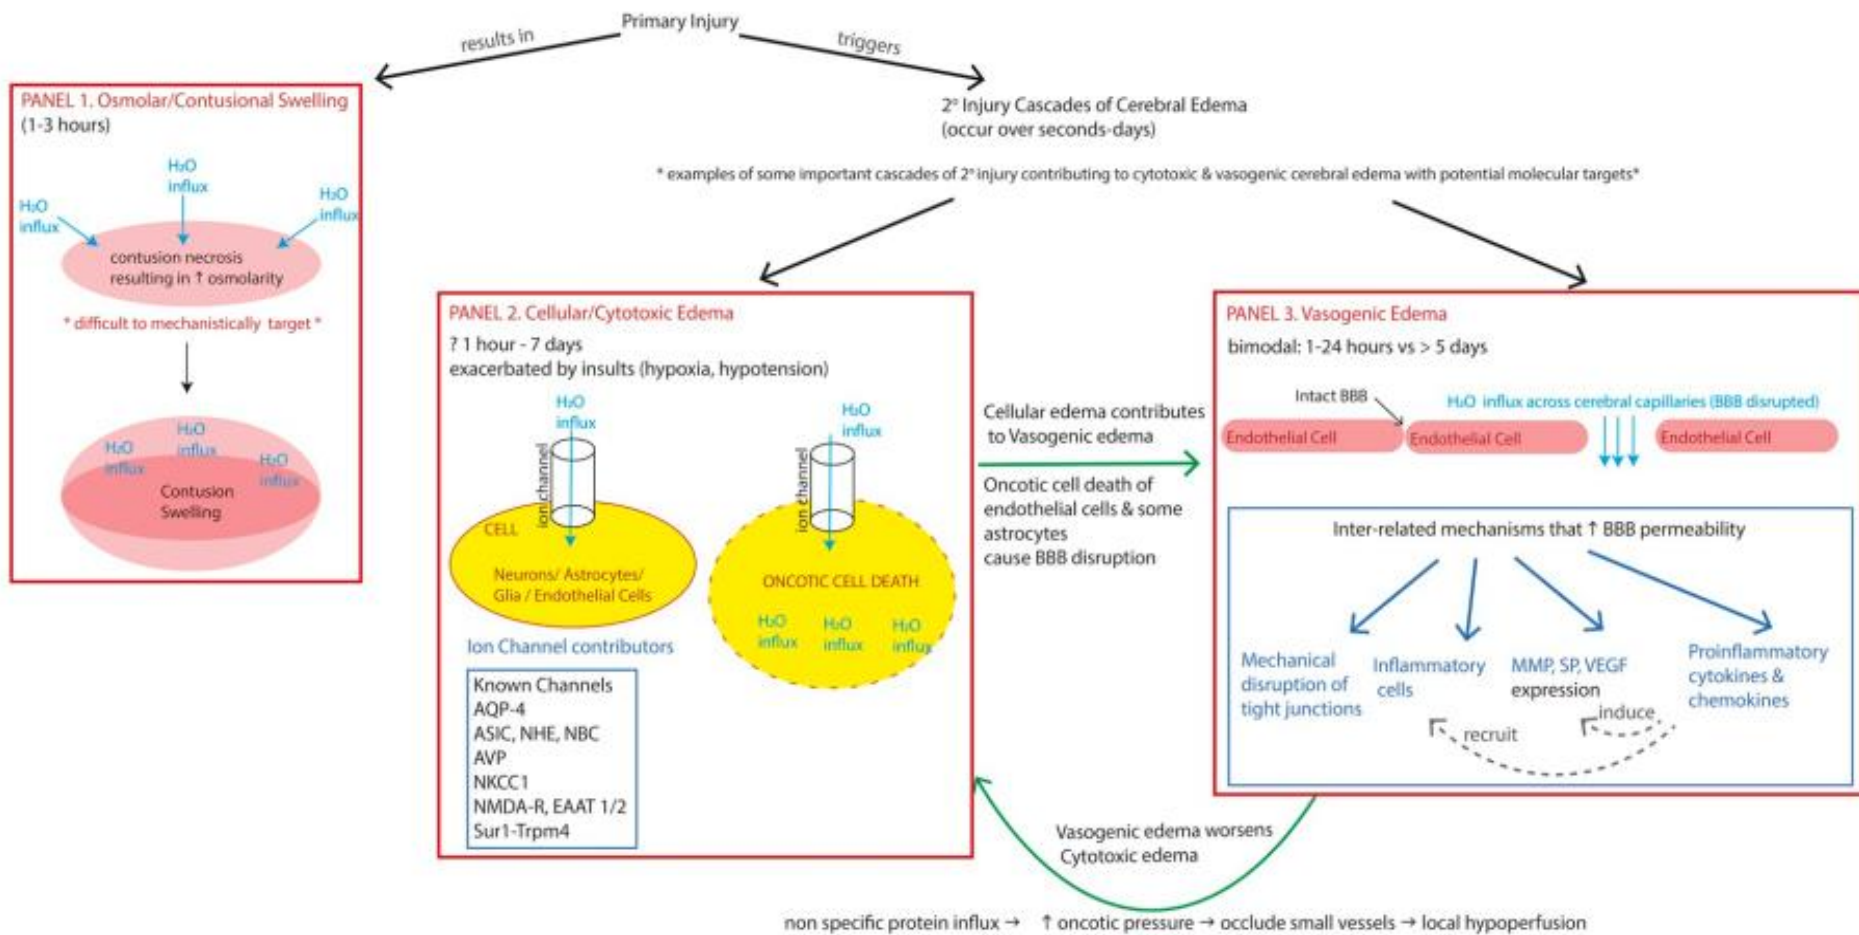 Primary Injury
results in
triggers
PANEL 1. Osmolar/Contusional Swelling
(1-3 hours)
H₂O
influx
H₂O
influx
H₂O
influx
contusion necrosis
resulting in ↑ osmolarity
* difficult to mechanistically target *
H₂O
influx
H₂O
influx
H₂O
influx
Contusion
Swelling
2° Injury Cascades of Cerebral Edema
(occur over seconds-days)
* examples of some important cascades of 2° injury contributing to cytotoxic & vasogenic cerebral edema with potential molecular targets*
PANEL 2. Cellular/Cytotoxic Edema
? 1 hour - 7 days
exacerbated by insults (hypoxia, hypotension)
H₂O
influx
ion channel
CELL
Neurons/ Astrocytes/
Glia / Endothelial Cells
H₂O
influx
ion channel
ONCOTIC CELL DEATH
H₂O
influx
H₂O
influx
H₂O
influx
Ion Channel contributors
Known Channels
AQP-4
ASIC, NHE, NBC
AVP
NKCC1
NMDA-R, EAAT 1/2
Sur1-Trpm4
Cellular edema contributes
to Vasogenic edema
Oncotic cell death of
endothelial cells & some
astrocytes
cause BBB disruption
PANEL 3. Vasogenic Edema
bimodal: 1-24 hours vs > 5 days
Intact BBB
H₂O influx across cerebral capillaries (BBB disrupted)
Endothelial Cell
Endothelial Cell
Endothelial Cell
Inter-related mechanisms that ↑ BBB permeability
Mechanical
disruption of
tight junctions
Inflammatory
cells
MMP, SP, VEGF
expression
Proinflammatory
cytokines &
chemokines
induce
recruit
Vasogenic edema worsens
Cytotoxic edema
non specific protein influx → ↑ oncotic pressure → occlude small vessels → local hypoperfusion